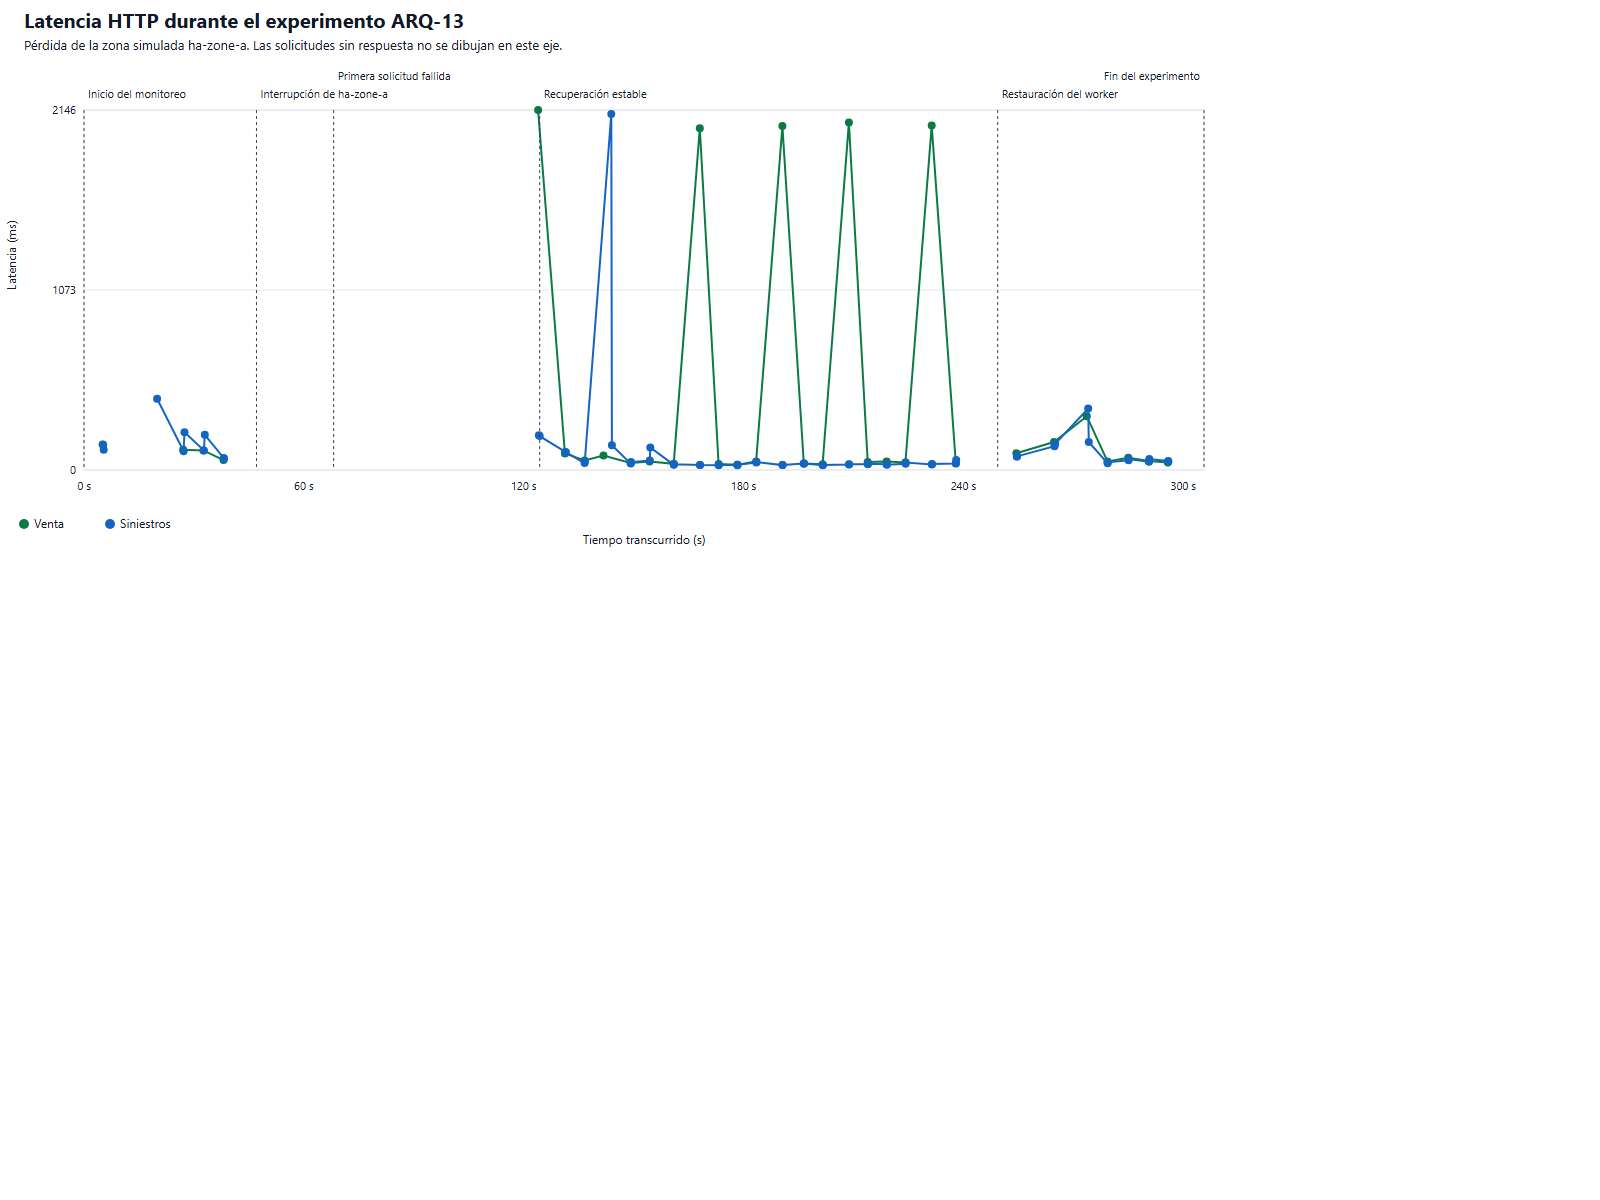 Latencia HTTP durante el experimento ARQ-13
Pérdida de la zona simulada ha-zone-a. Las solicitudes sin respuesta no se dibujan en este eje.
Primera solicitud fallida
Fin del experimento
Inicio del monitoreo
Interrupción de ha-zone-a
Recuperación estable
Restauración del worker
2146
1073
0
Latencia (ms)
0 s
60 s
120 s
180 s
240 s
300 s
Venta
Siniestros
Tiempo transcurrido (s)